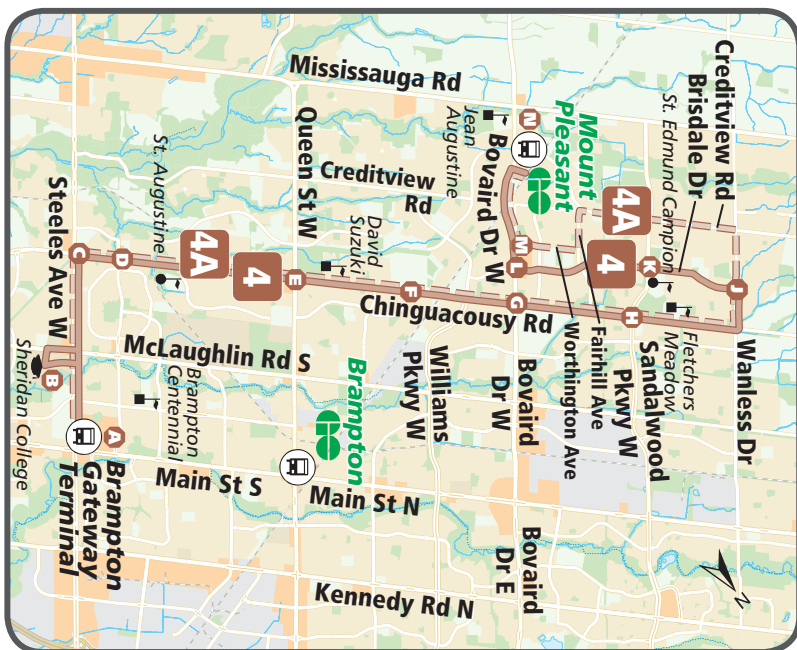 Mississauga Rd
Creditview Rd
Brisdale Dr
St. Edmund Campion
Mount
Pleasant
N
Jean
Augustine
Bovaird Dr W
Queen St W
Creditview
Rd
St. Augustine
Steeles Ave W
David
Suzuki
4A
4
4A
4
M
L
K
J
C
D
E
F
G
H
Chinguacousy Rd
Fletchers
Meadow
Fairhill Ave
Worthington Ave
Wanless Dr
Sandalwood
Pkwy W
Bovaird
Dr W
Williams
Pkwy W
McLaughlin Rd S
Brampton
GO
GO
Brampton
Centennial
B
Sheridan College
A
Brampton
Gateway
Terminal
Main St S
Main St N
Bovaird
Dr E
Kennedy Rd N
N